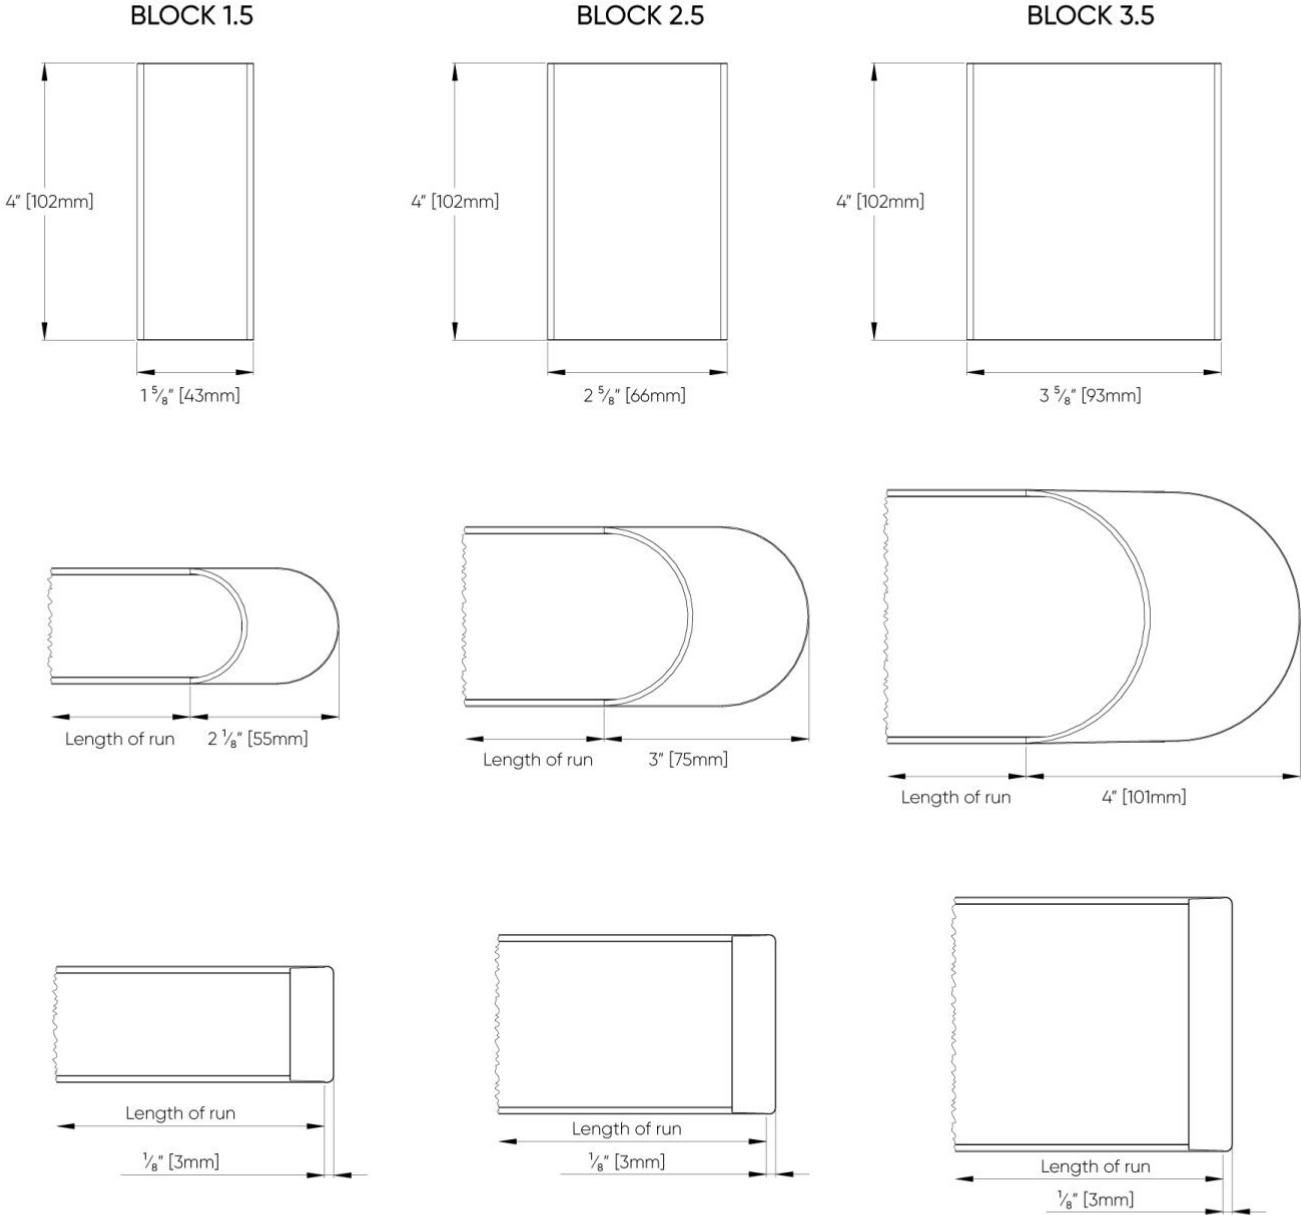 BLOCK 1.5
BLOCK 2.5
BLOCK 3.5
4" [102mm]
4" [102mm]
4" [102mm]
1 ⅝" [43mm]
2 ⅝" [66mm]
3 ⅝" [93mm]
Length of run
2 ⅛" [55mm]
Length of run
3" [75mm]
Length of run
4" [101mm]
Length of run
⅛" [3mm]
Length of run
⅛" [3mm]
Length of run
⅛" [3mm]